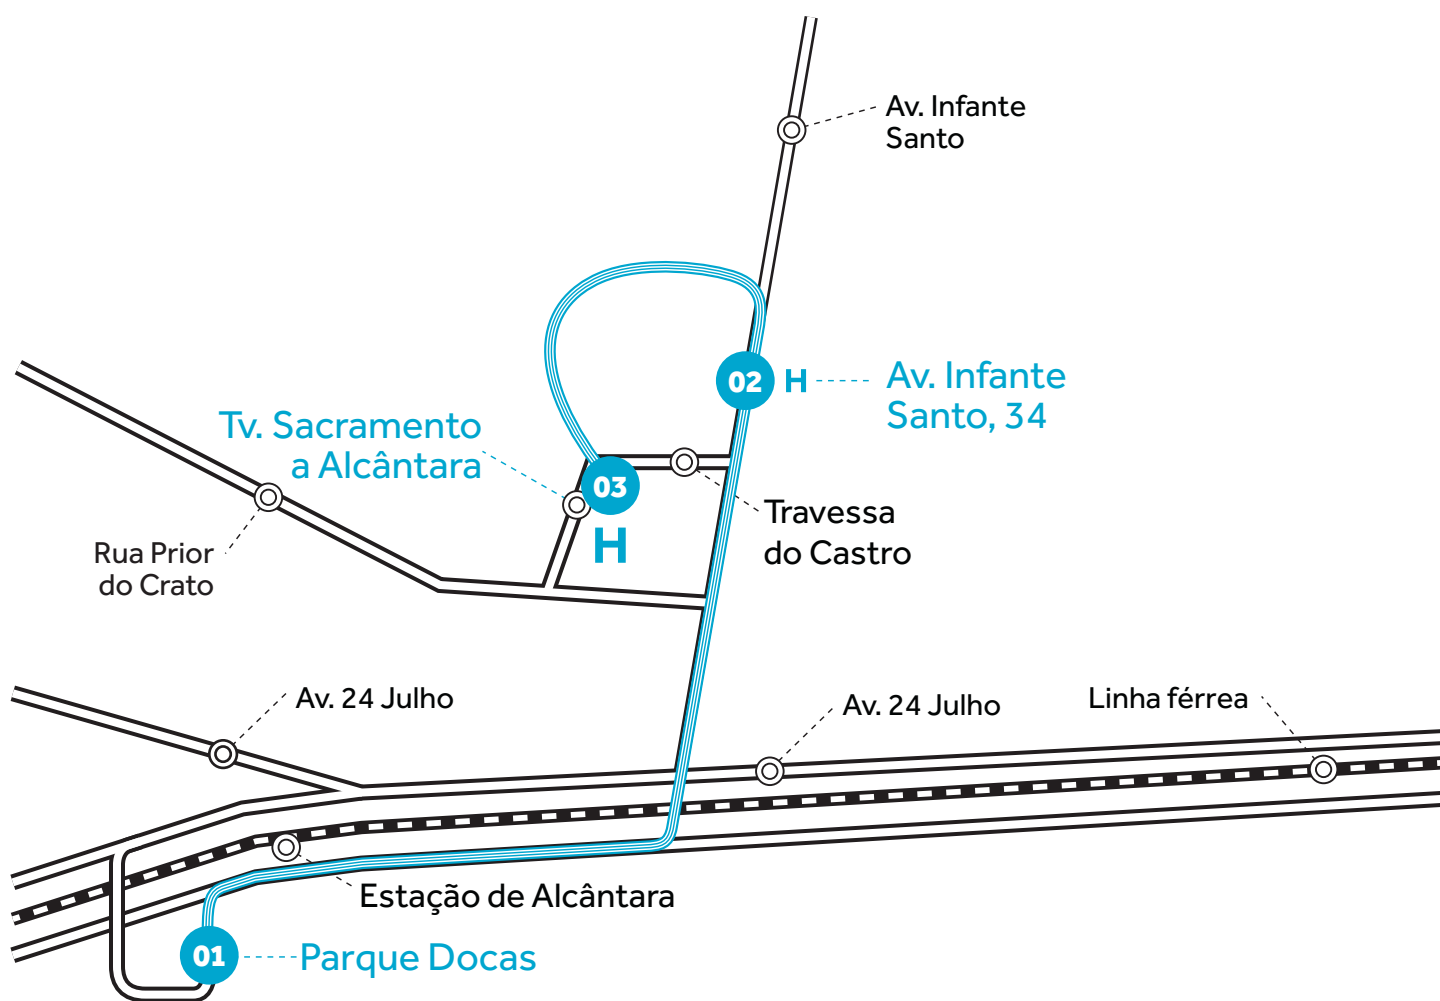 Av. Infante
Santo
02
H
Av. Infante
Santo, 34
Tv. Sacramento
a Alcântara
03
H
Travessa
do Castro
Rua Prior
do Crato
Av. 24 Julho
Av. 24 Julho
Linha férrea
Estação de Alcântara
01
Parque Docas